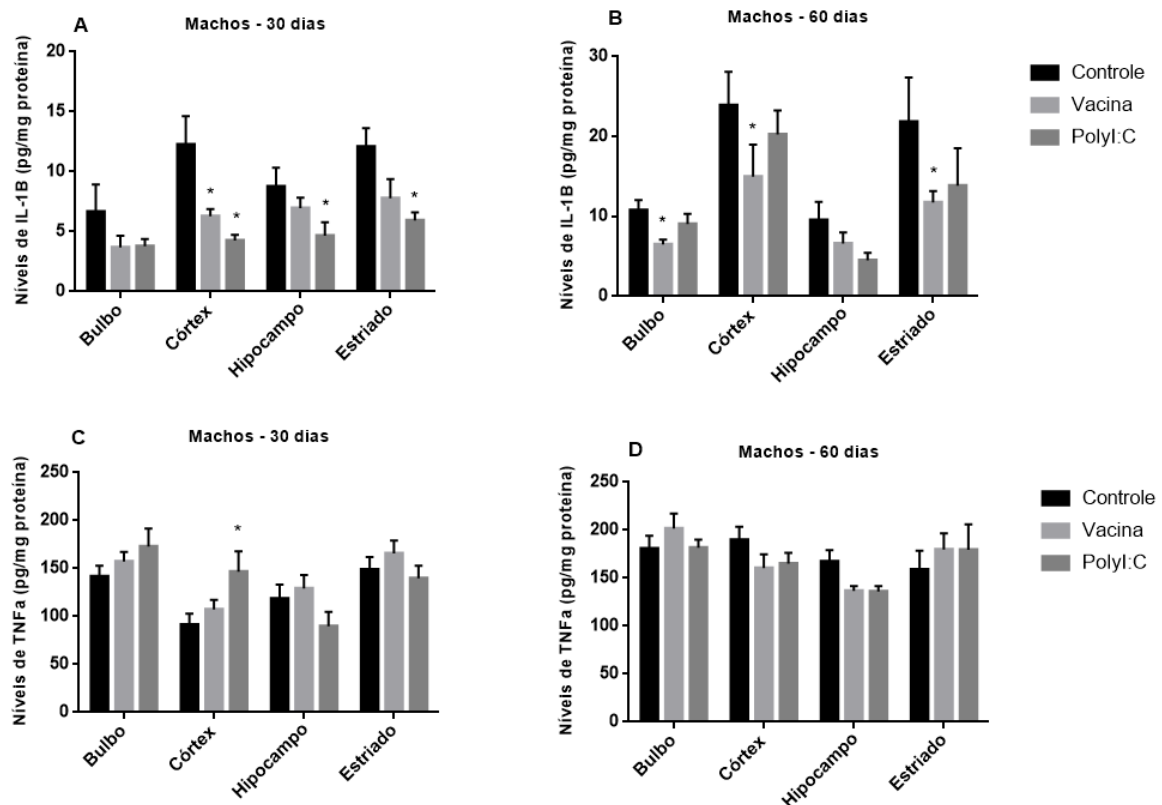 A
Machos - 30 dias
Níveis de IL-1B (pg/mg proteína)
20
15
10
5
0
*
*
*
*
Bulbo
Córtex
Hipocampo
Estriado
B
Machos - 60 dias
Níveis de IL-1B (pg/mg proteína)
30
20
10
0
*
*
*
Bulbo
Córtex
Hipocampo
Estriado
Controle
Vacina
PolyI:C
C
Machos - 30 dias
Níveis de TNFa (pg/mg proteína)
250
200
150
100
50
0
*
Bulbo
Córtex
Hipocampo
Estriado
D
Machos - 60 dias
Níveis de TNFa (pg/mg proteína)
250
200
150
100
50
0
Bulbo
Córtex
Hipocampo
Estriado
Controle
Vacina
PolyI:C